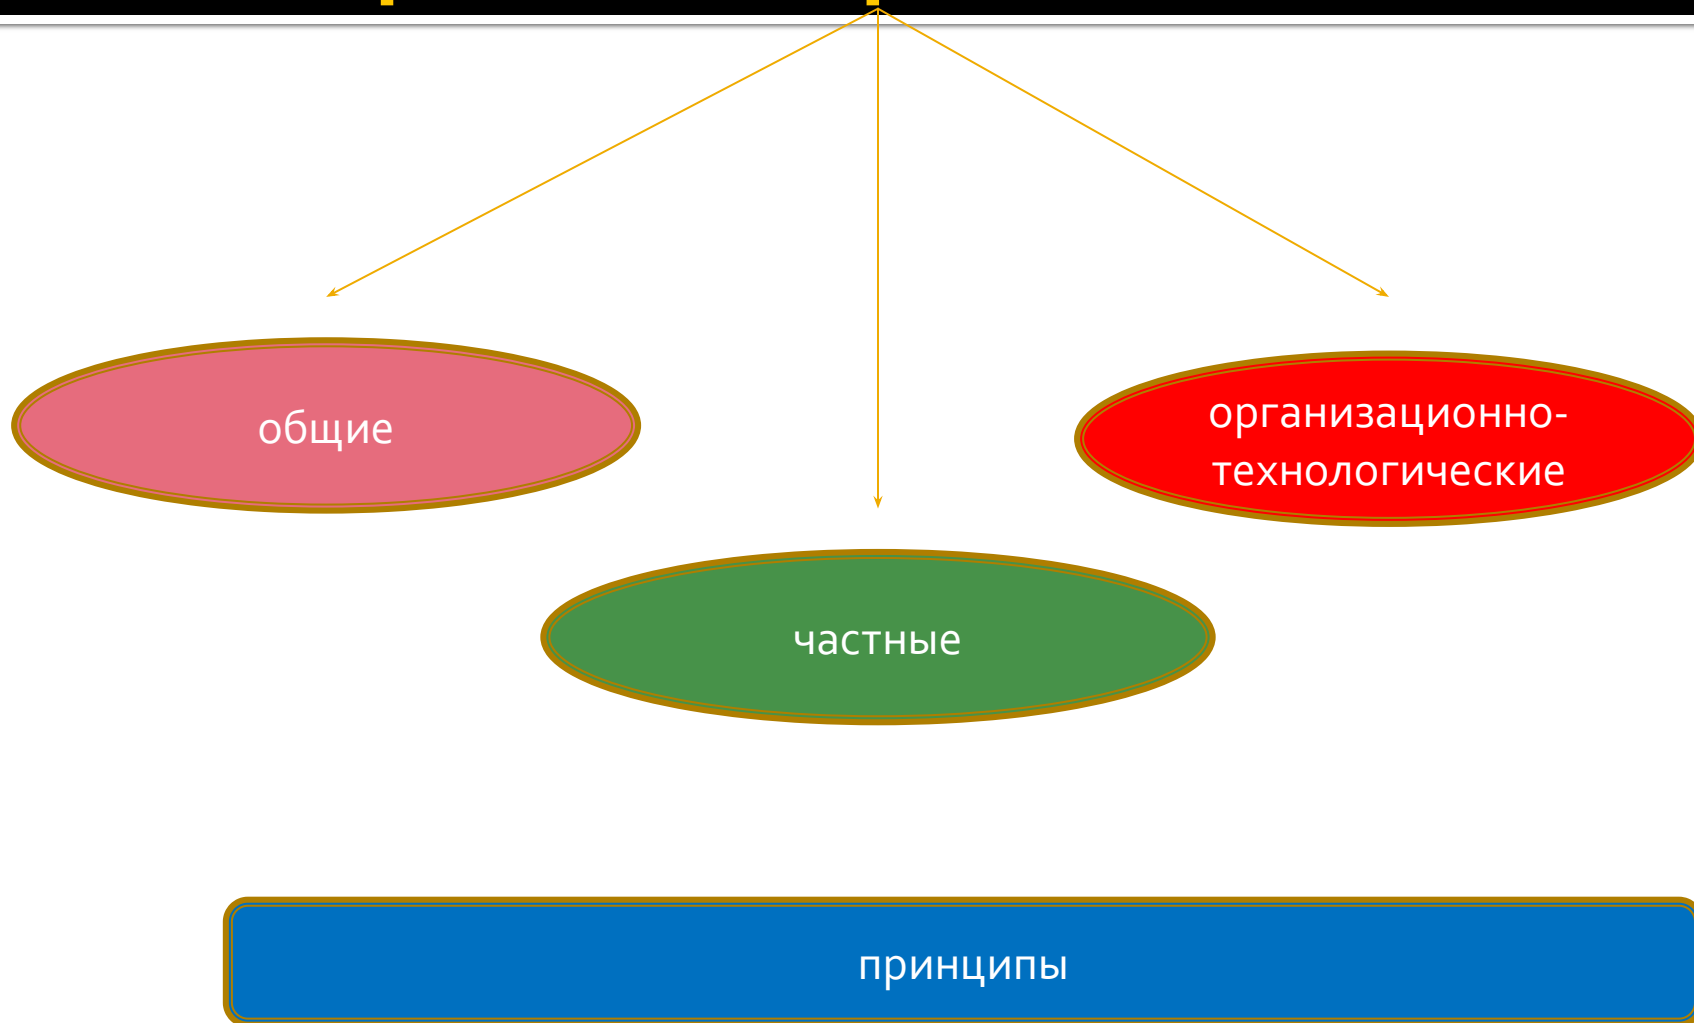 общие
организационно-
технологические
частные
принципы